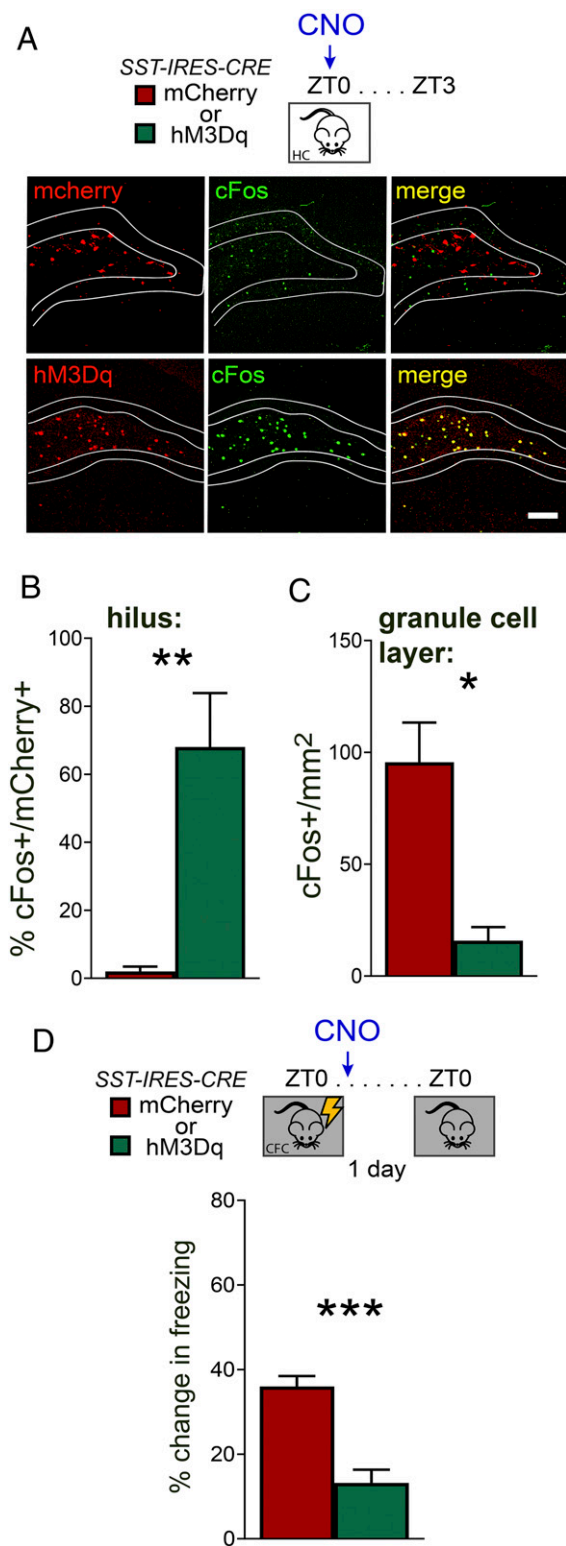 A
CNO
SST-IRES-CRE
mCherry
or
hM3Dq
ZT0 . . . . ZT3
HC
mcherry
cFos
merge
hM3Dq
cFos
merge
B
hilus:
**
% cFos+/mCherry+
100
80
60
40
20
0
C
granule cell
layer:
*
cFos+/mm2
150
100
50
0
D
CNO
SST-IRES-CRE
mCherry
or
hM3Dq
ZT0 . . . . . . . ZT0
CFC
1 day
% change in freezing
80
60
40
20
0
***